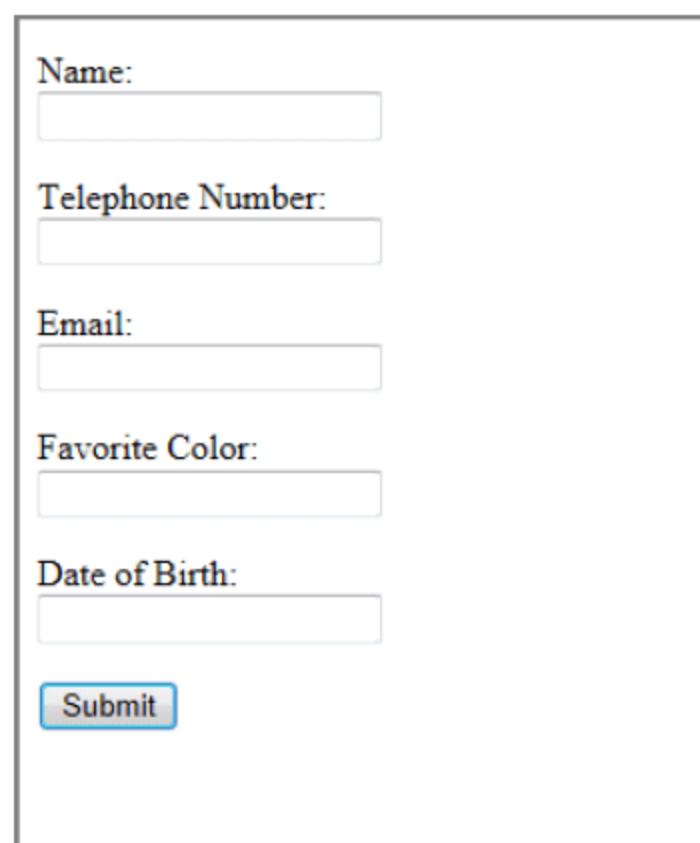 Name:
Telephone Number:
Email:
Favorite Color:
Date of Birth:
Submit